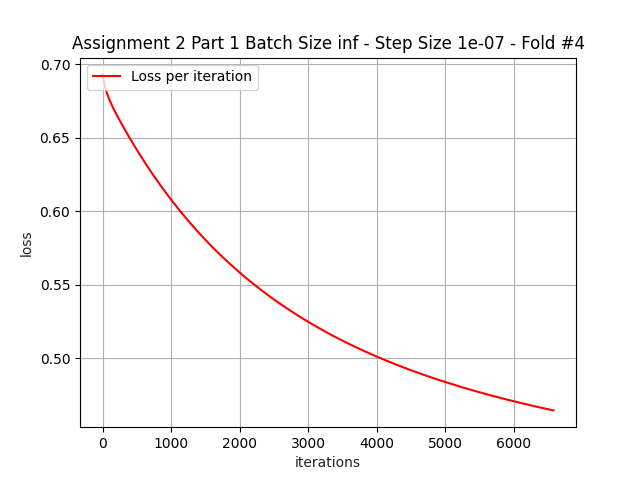 Assignment 2 Part 1 Batch Size inf - Step Size 1e-07 - Fold #4
Loss per iteration
0.70
0.65
0.60
0.55
0.50
loss
0 1000 2000 3000 4000 5000 6000
iterations